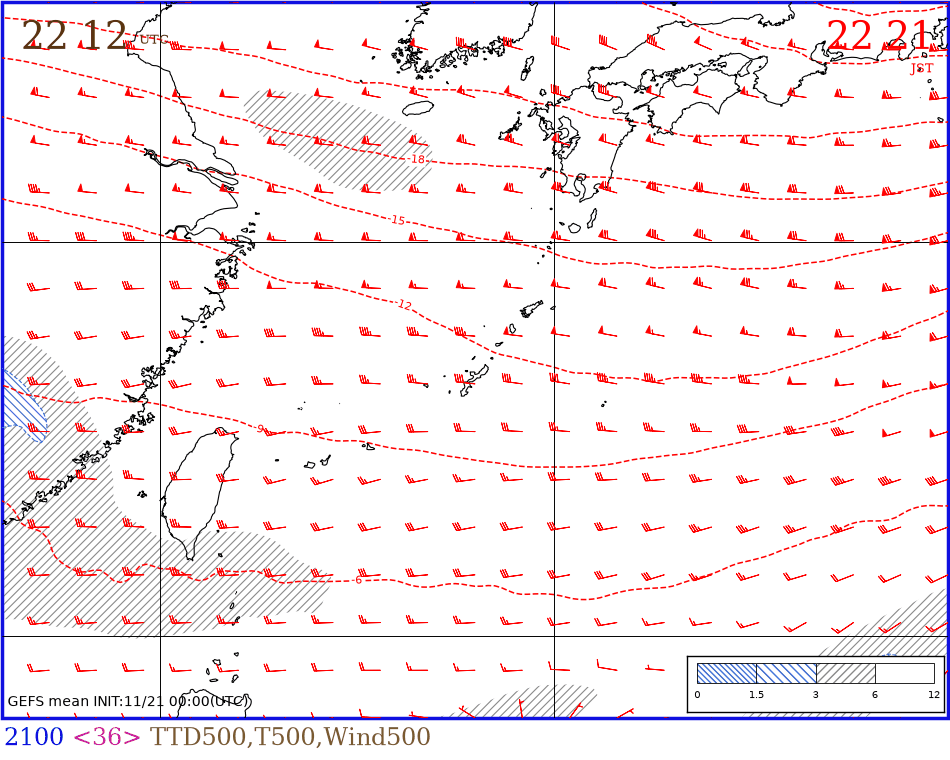 22 12 UTC
22 21
JST
-18
-15
-12
-9
-6
GEFS mean INIT:11/21 00:00(UTC)
0 1.5 3 6 12
2100 <36> TTD500,T500,Wind500